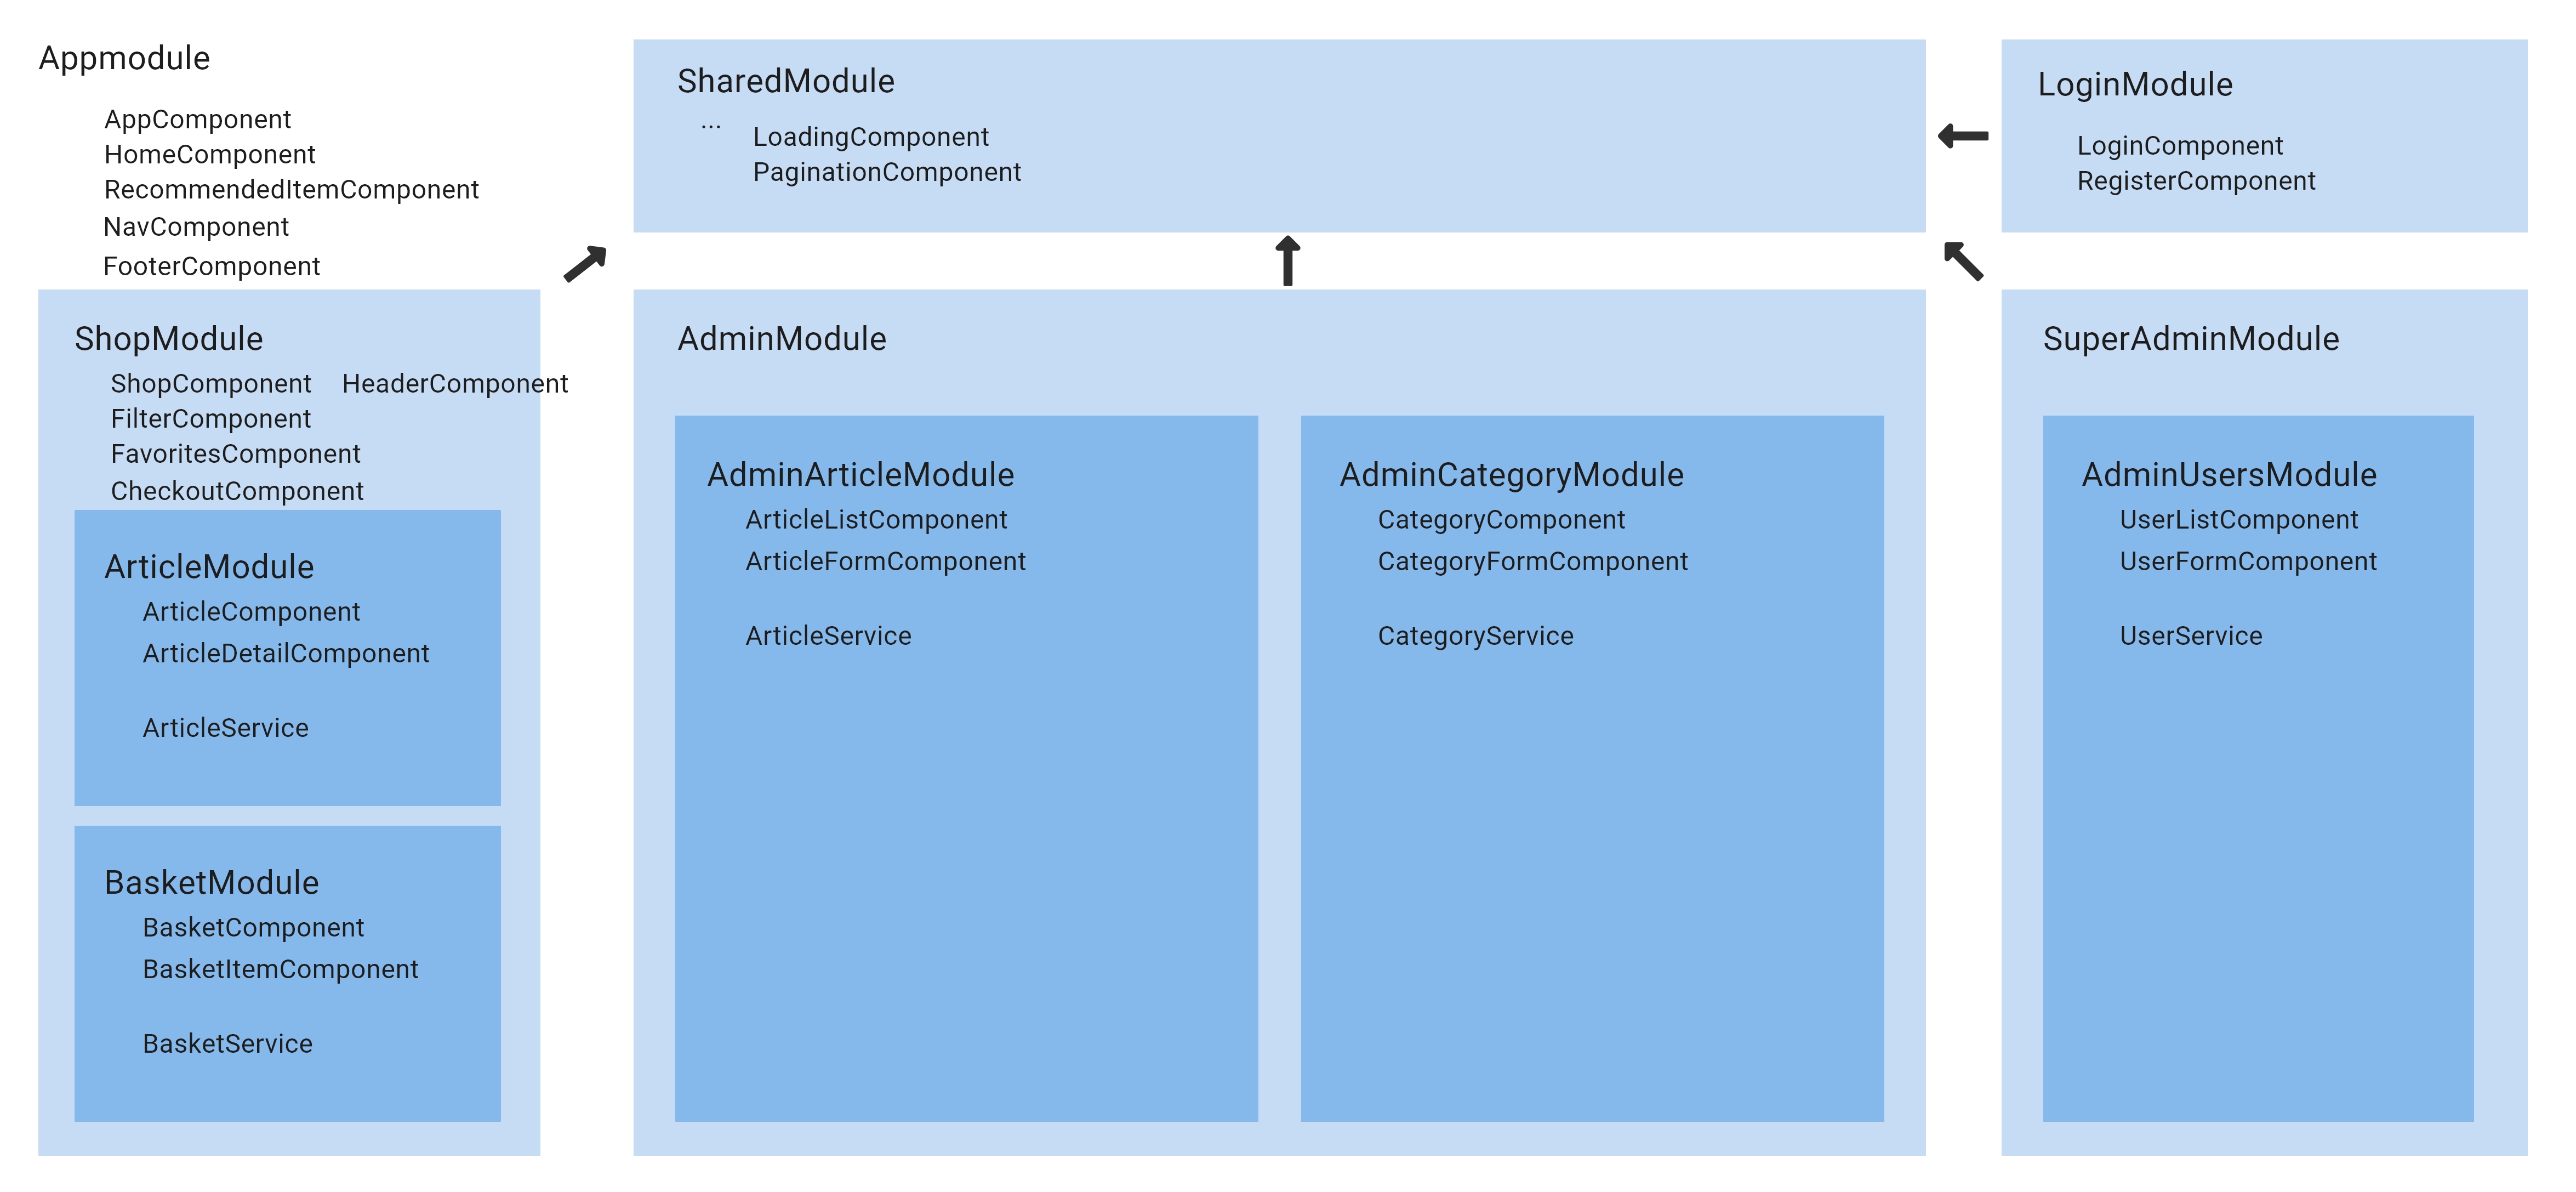 Appmodule
AppComponent
HomeComponent
RecommendedItemComponent
NavComponent
FooterComponent
SharedModule
...
LoadingComponent
PaginationComponent
LoginModule
LoginComponent
RegisterComponent
ShopModule
ShopComponent HeaderComponent
FilterComponent
FavoritesComponent
CheckoutComponent
ArticleModule
ArticleComponent
ArticleDetailComponent
ArticleService
BasketModule
BasketComponent
BasketItemComponent
BasketService
AdminModule
AdminArticleModule
ArticleListComponent
ArticleFormComponent
ArticleService
AdminCategoryModule
CategoryComponent
CategoryFormComponent
CategoryService
SuperAdminModule
AdminUsersModule
UserListComponent
UserFormComponent
UserService